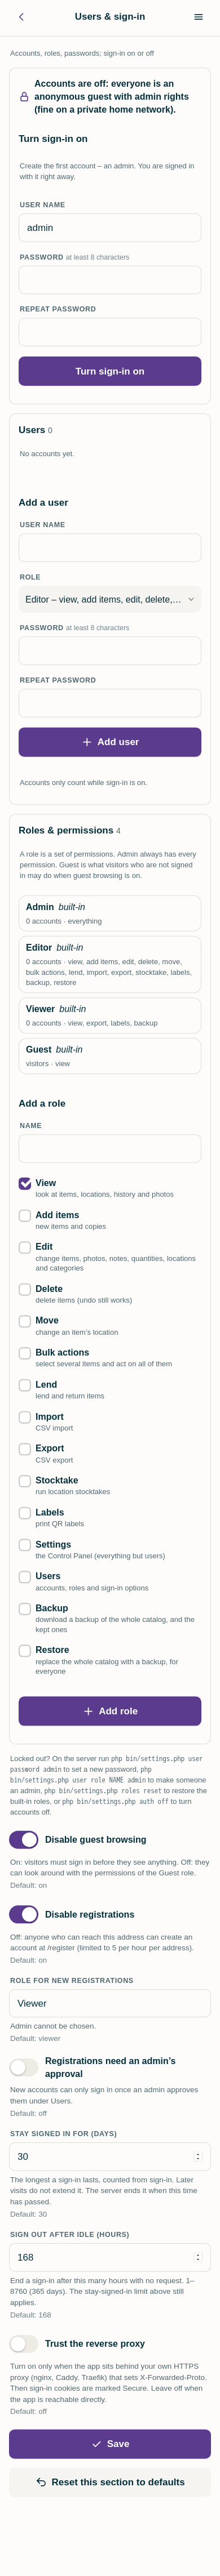 Users & sign-in
Accounts, roles, passwords; sign-in on or off
Accounts are off: everyone is an
anonymous guest with admin rights
(fine on a private home network).
Turn sign-in on
Create the first account – an admin. You are signed in
with it right away.
USER NAME
admin
PASSWORD at least 8 characters
REPEAT PASSWORD
Turn sign-in on
Users 0
No accounts yet.
Add a user
USER NAME
ROLE
Editor – view, add items, edit, delete,…
PASSWORD at least 8 characters
REPEAT PASSWORD
Add user
Accounts only count while sign-in is on.
Roles & permissions 4
A role is a set of permissions. Admin always has every
permission. Guest is what visitors who are not signed
in may do when guest browsing is on.
Admin built-in
0 accounts · everything
Editor built-in
0 accounts · view, add items, edit, delete, move,
bulk actions, lend, import, export, stocktake, labels,
backup, restore
Viewer built-in
0 accounts · view, export, labels, backup
Guest built-in
visitors · view
Add a role
NAME
View
look at items, locations, history and photos
Add items
new items and copies
Edit
change items, photos, notes, quantities, locations
and categories
Delete
delete items (undo still works)
Move
change an item's location
Bulk actions
select several items and act on all of them
Lend
lend and return items
Import
CSV import
Export
CSV export
Stocktake
run location stocktakes
Labels
print QR labels
Settings
the Control Panel (everything but users)
Users
accounts, roles and sign-in options
Backup
download a backup of the whole catalog, and the
kept ones
Restore
replace the whole catalog with a backup, for
everyone
Add role
Locked out? On the server run php bin/settings.php user
password admin to set a new password, php
bin/settings.php user role NAME admin to make someone
an admin, php bin/settings.php roles reset to restore the
built-in roles, or php bin/settings.php auth off to turn
accounts off.
Disable guest browsing
On: visitors must sign in before they see anything. Off: they
can look around with the permissions of the Guest role.
Default: on
Disable registrations
Off: anyone who can reach this address can create an
account at /register (limited to 5 per hour per address).
Default: on
ROLE FOR NEW REGISTRATIONS
Viewer
Admin cannot be chosen.
Default: viewer
Registrations need an admin's
approval
New accounts can only sign in once an admin approves
them under Users.
Default: off
STAY SIGNED IN FOR (DAYS)
30
The longest a sign-in lasts, counted from sign-in. Later
visits do not extend it. The server ends it when this time
has passed.
Default: 30
SIGN OUT AFTER IDLE (HOURS)
168
End a sign-in after this many hours with no request. 1–
8760 (365 days). The stay-signed-in limit above still
applies.
Default: 168
Trust the reverse proxy
Turn on only when the app sits behind your own HTTPS
proxy (nginx, Caddy, Traefik) that sets X-Forwarded-Proto.
Then sign-in cookies are marked Secure. Leave off when
the app is reachable directly.
Default: off
Save
Reset this section to defaults